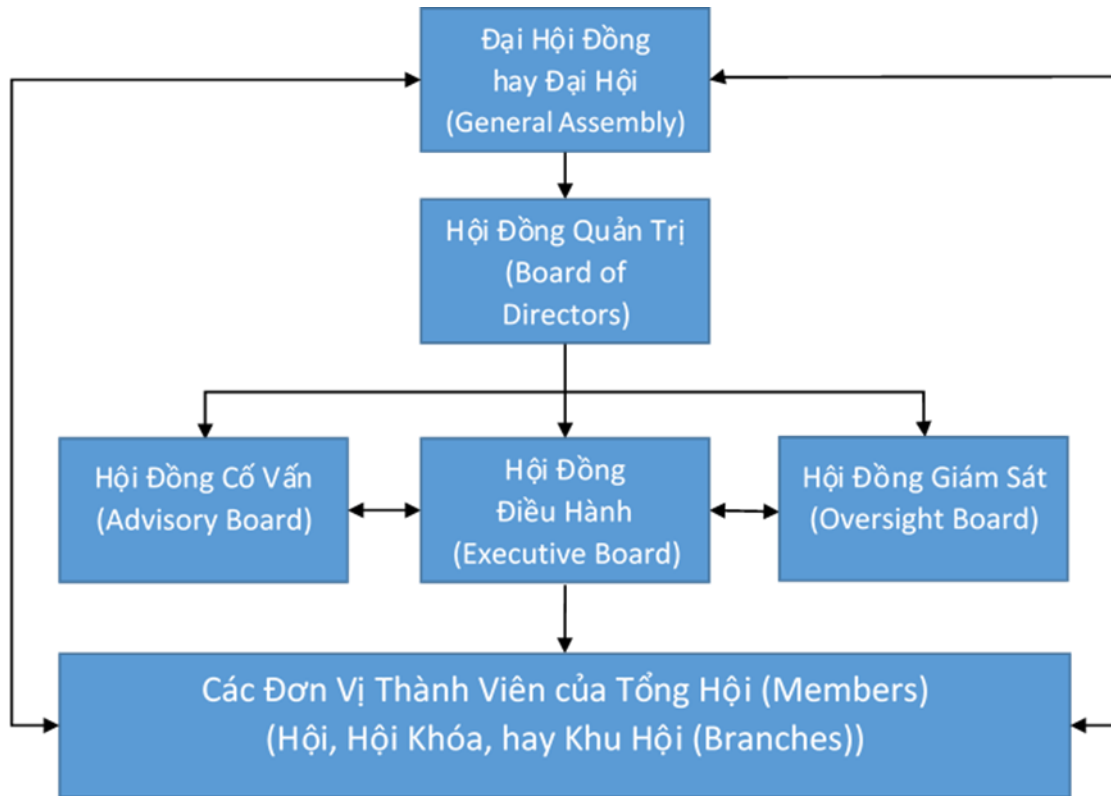 Đại Hội Đồng
hay Đại Hội
(General Assembly)
Hội Đồng Quản Trị
(Board of
Directors)
Hội Đồng Cố Vấn
(Advisory Board)
Hội Đồng
Điều Hành
(Executive Board)
Hội Đồng Giám Sát
(Oversight Board)
Các Đơn Vị Thành Viên của Tổng Hội (Members)
(Hội, Hội Khóa, hay Khu Hội (Branches))